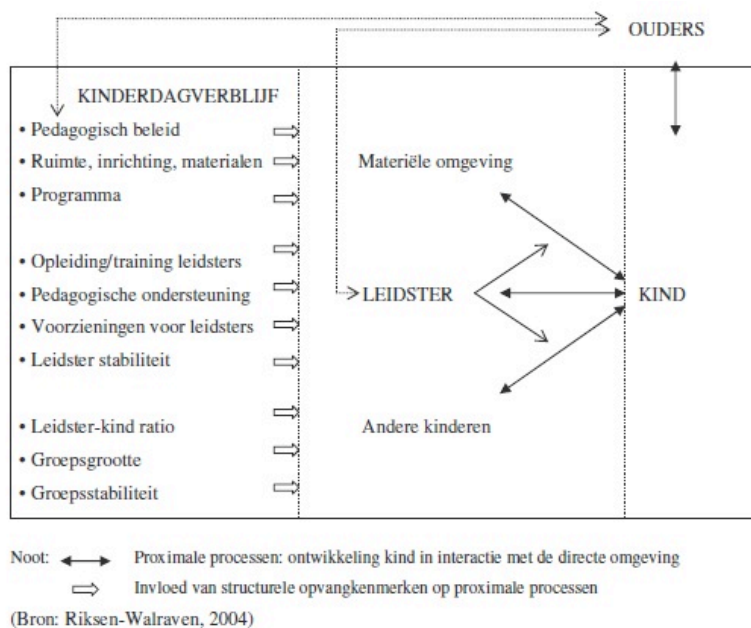 OUDERS
KINDERDAGVERBLIJF
• Pedagogisch beleid
• Ruimte, inrichting, materialen
• Programma
• Opleiding/training leidsters
• Pedagogische ondersteuning
• Voorzieningen voor leidsters
• Leidster stabiliteit
• Leidster-kind ratio
• Groepsgrootte
• Groepsstabiliteit
Materiële omgeving
LEIDSTER
Andere kinderen
KIND
Noot: Proximale processen: ontwikkeling kind in interactie met de directe omgeving
Invloed van structurele opvangkenmerken op proximale processen
(Bron: Riksen-Walraven, 2004)